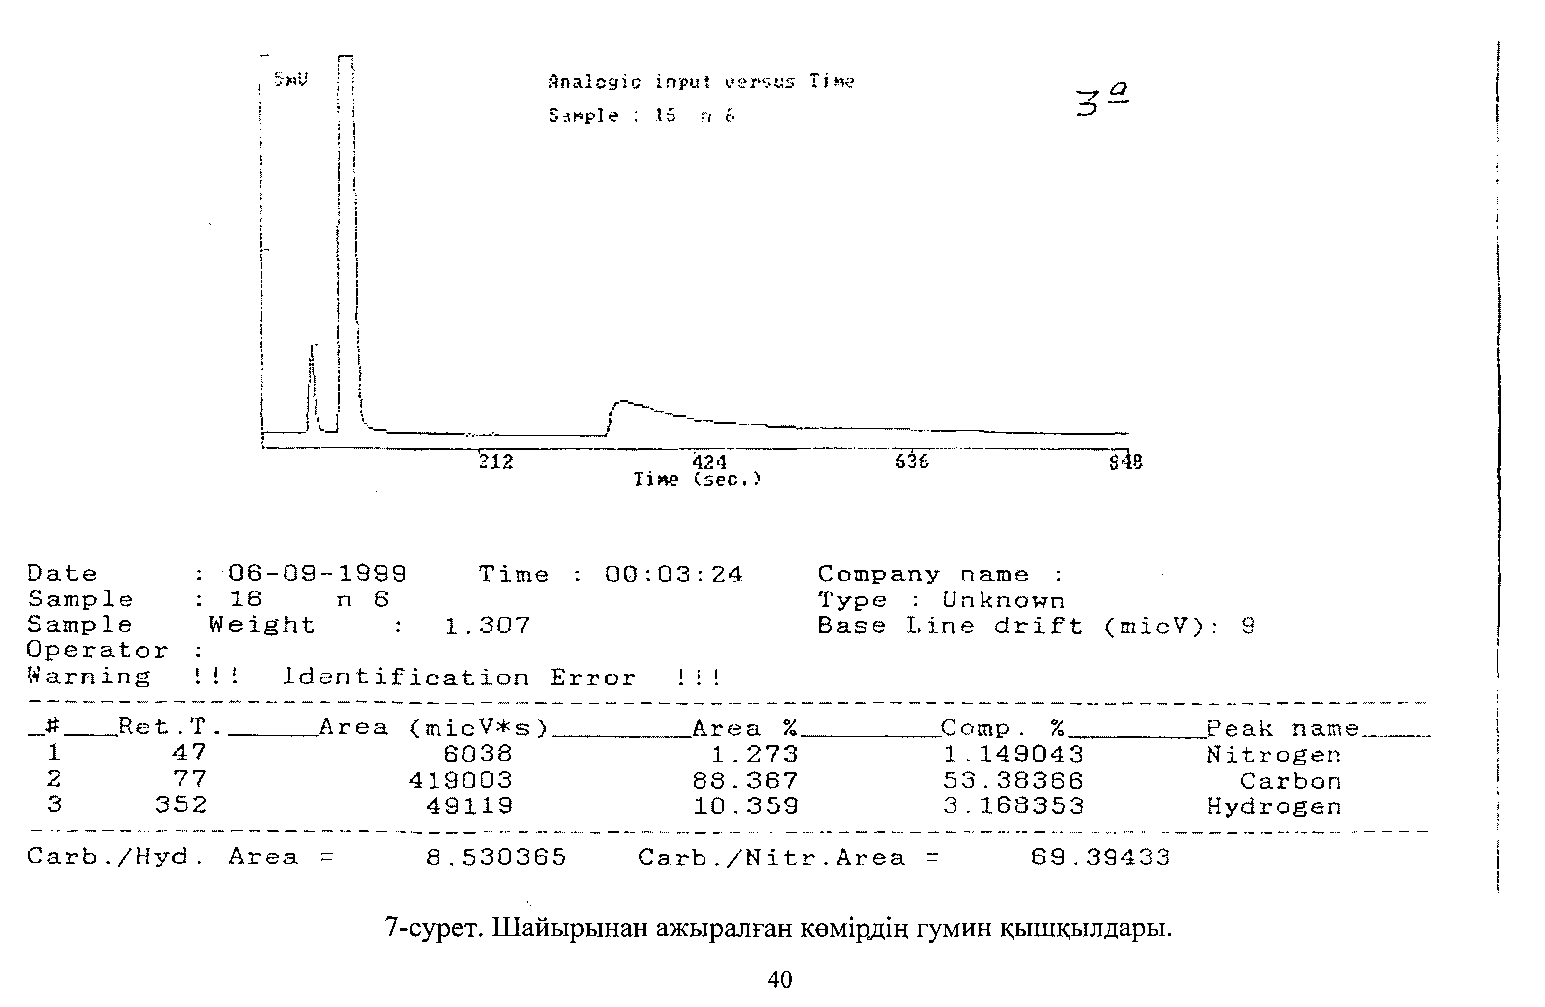 5mV
Analogic input versus Time
Sample : 16 n 6
3a
212 424 636 848
Time (sec.)
Date : 06-09-1999 Time : 00:03:24 Company name :
Sample : 16 n 6 Type : Unknown
Sample Weight : 1.307 Base Line drift (micV): 9
Operator :
Warning !!! Identification Error !!!
# Ret.T. Area (micV*s) Area % Comp. % Peak name
1 47 6038 1.273 1.149043 Nitrogen
2 77 419003 88.367 53.38366 Carbon
3 352 49119 10.359 3.168353 Hydrogen
Carb./Hyd. Area = 8.530365 Carb./Nitr.Area = 69.39433
7-сурет. Шайырынан ажыралған көмірдің гумин қышқылдары.
40